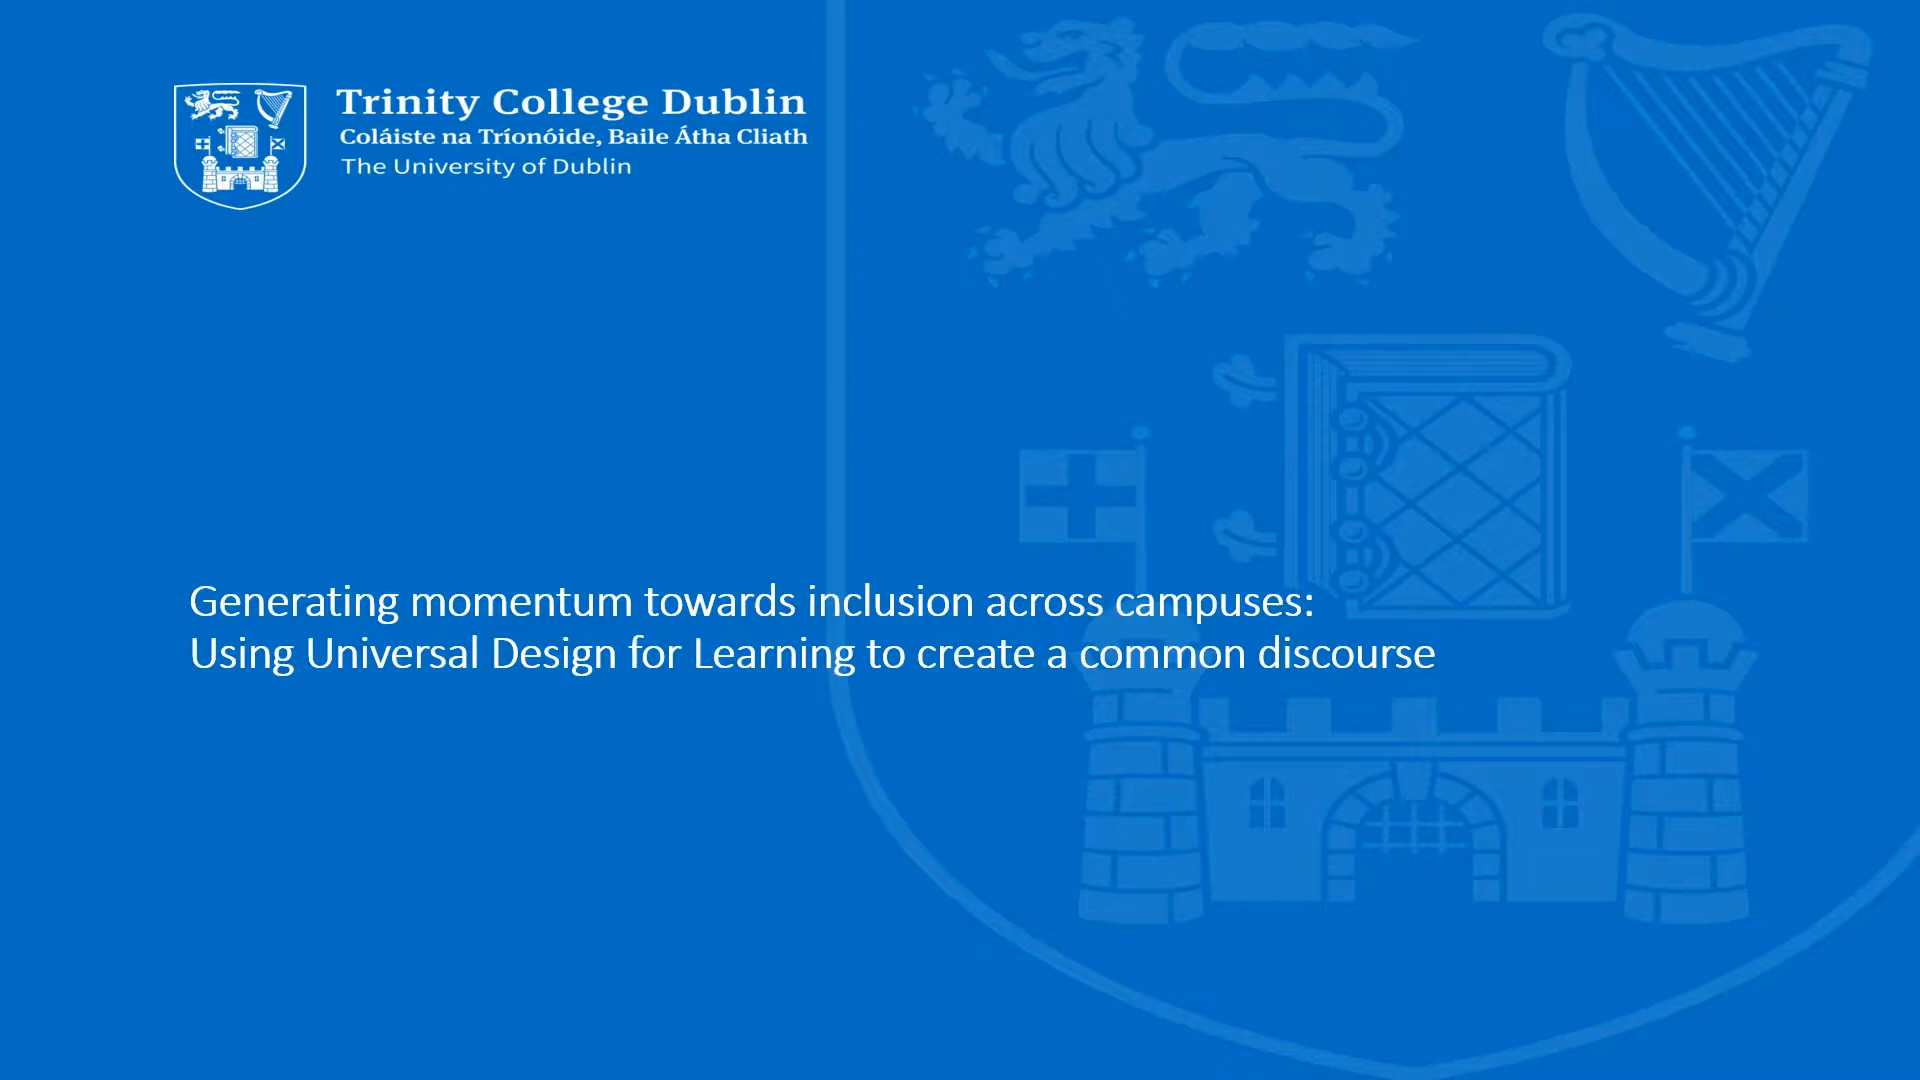 Trinity College Dublin
Coláiste na Tríonóide, Baile Átha Cliath
The University of Dublin
Generating momentum towards inclusion across campuses:
Using Universal Design for Learning to create a common discourse